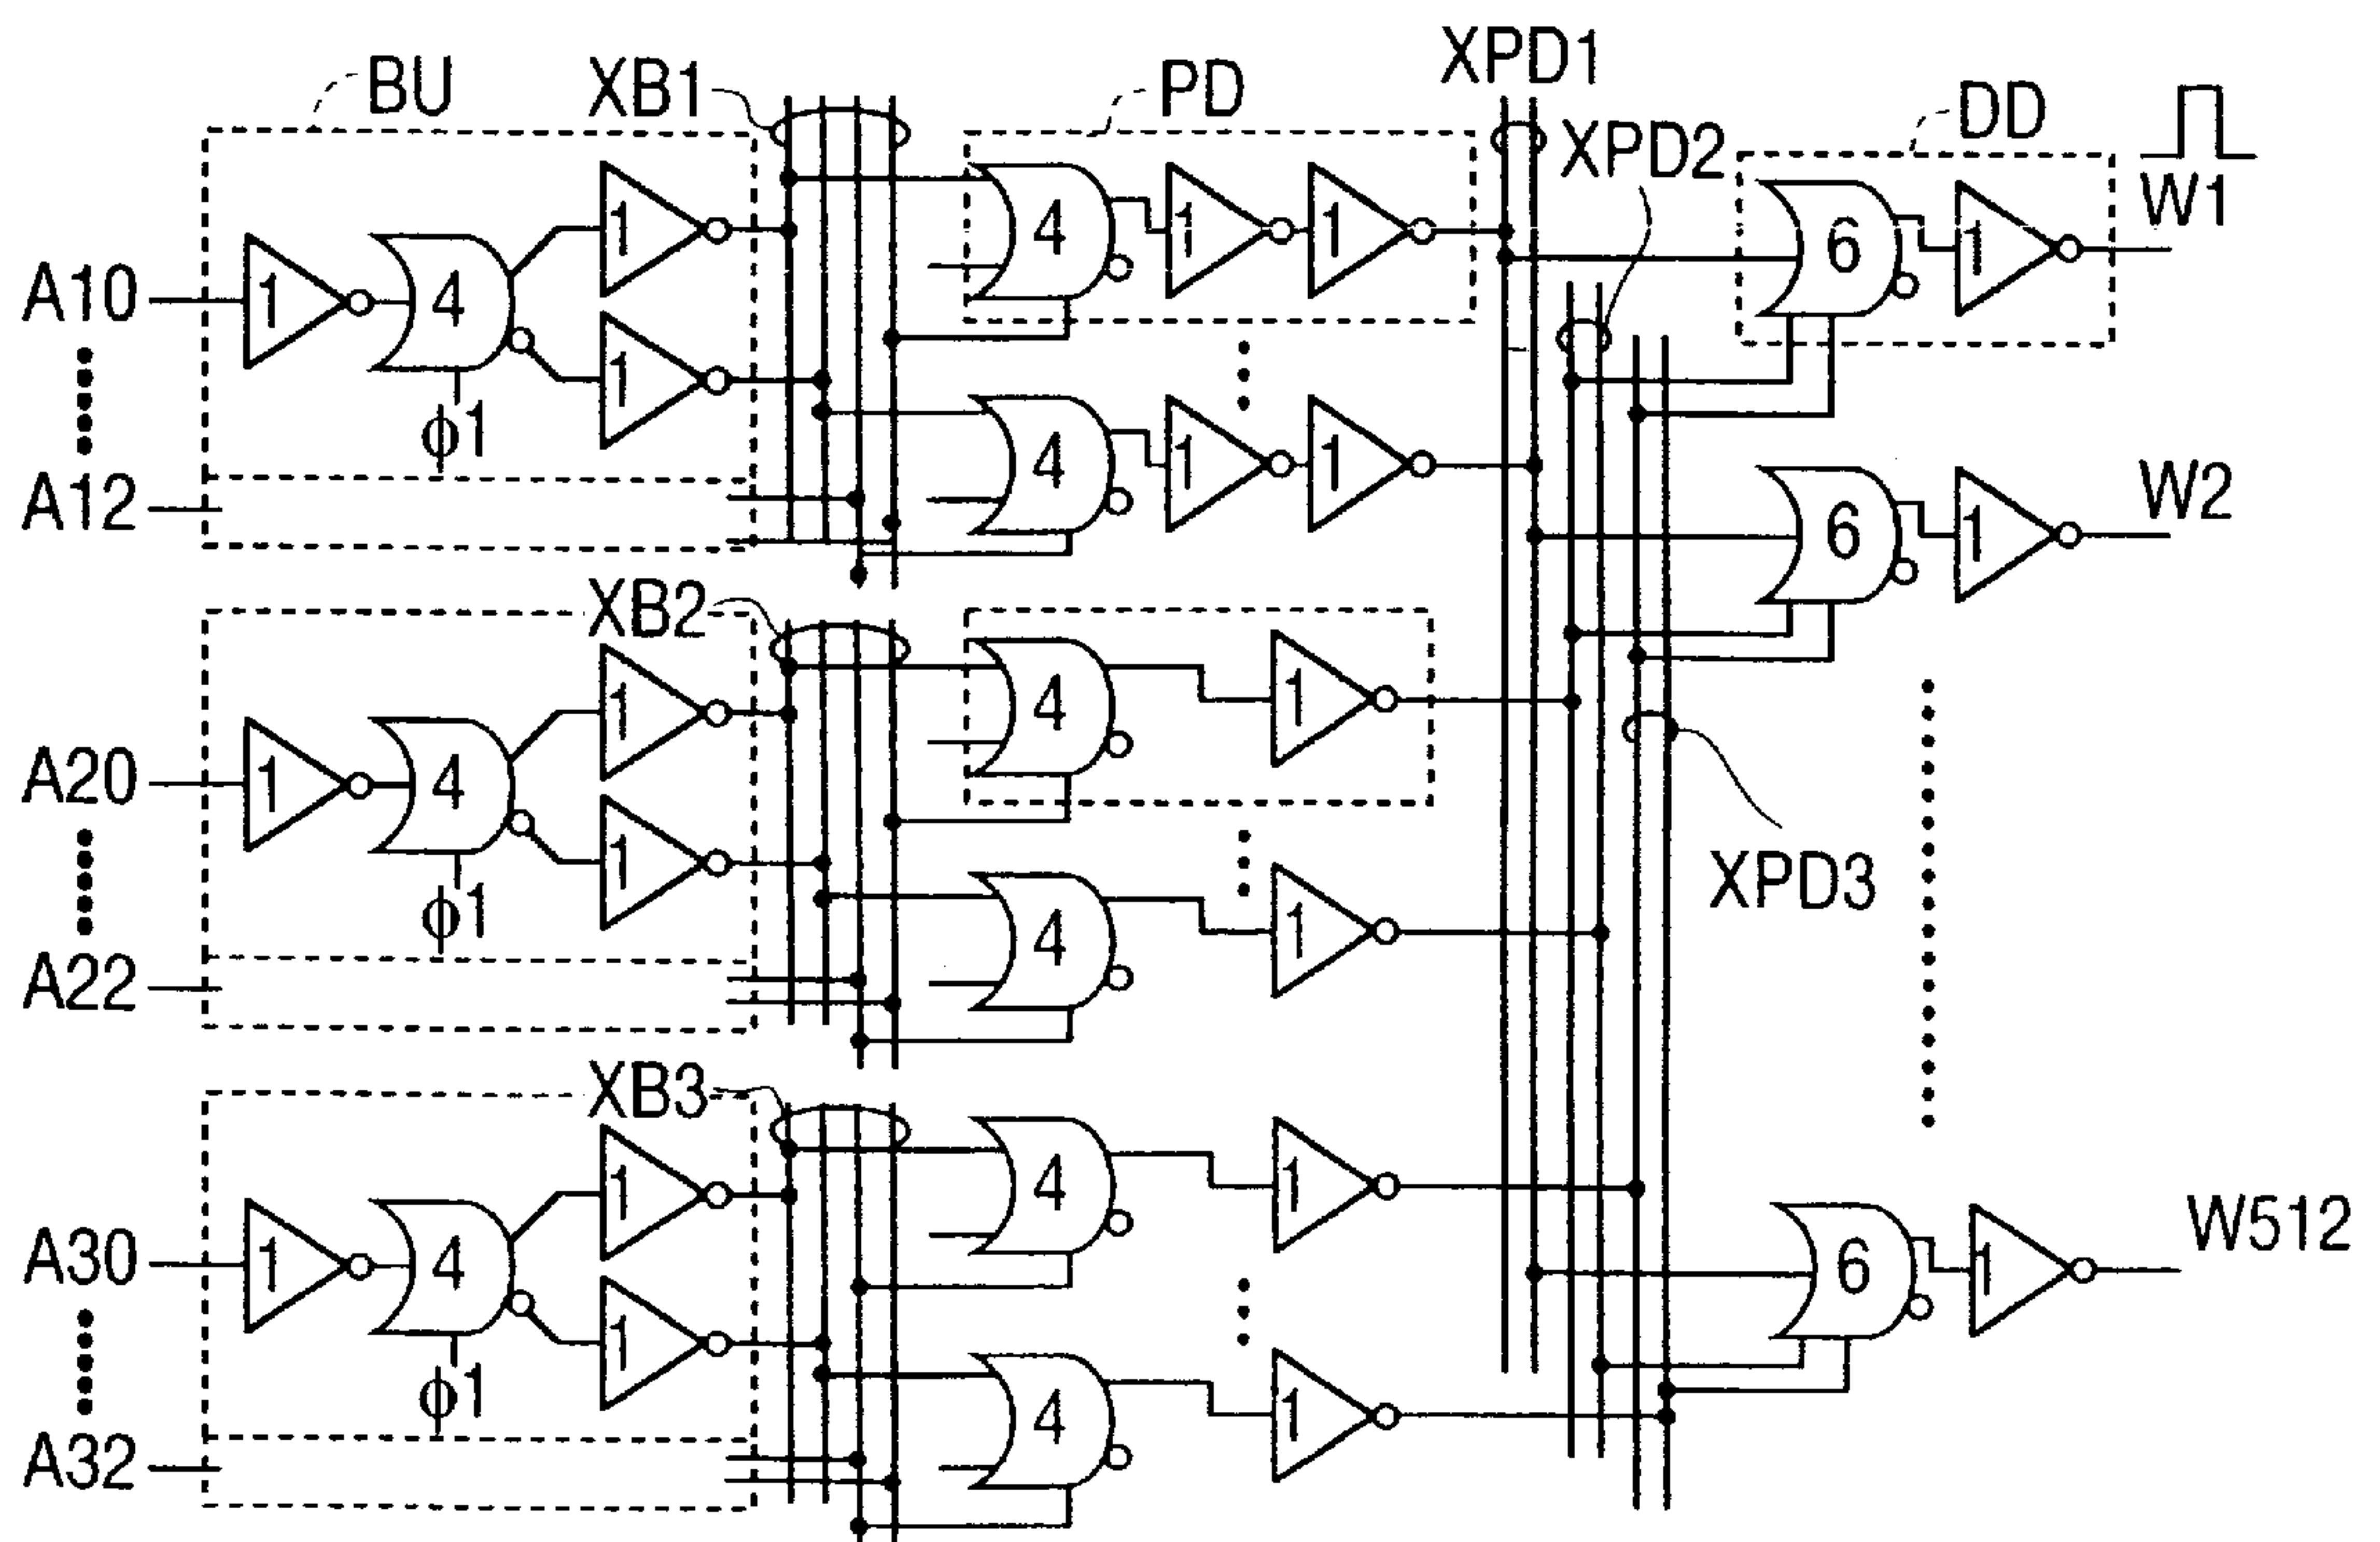 BU XB1 PD XPD1
XPD2 DD
W1
A10 1 4 1 1 4 1 1 6 1
φ1
A12 4 1 1 6 1 W2
XB2
A20 1 4 1 1 4 1
φ1
A22 4 1 XPD3
XB3
A30 1 4 1 1 4 1 6 1 W512
φ1
A32 4 1